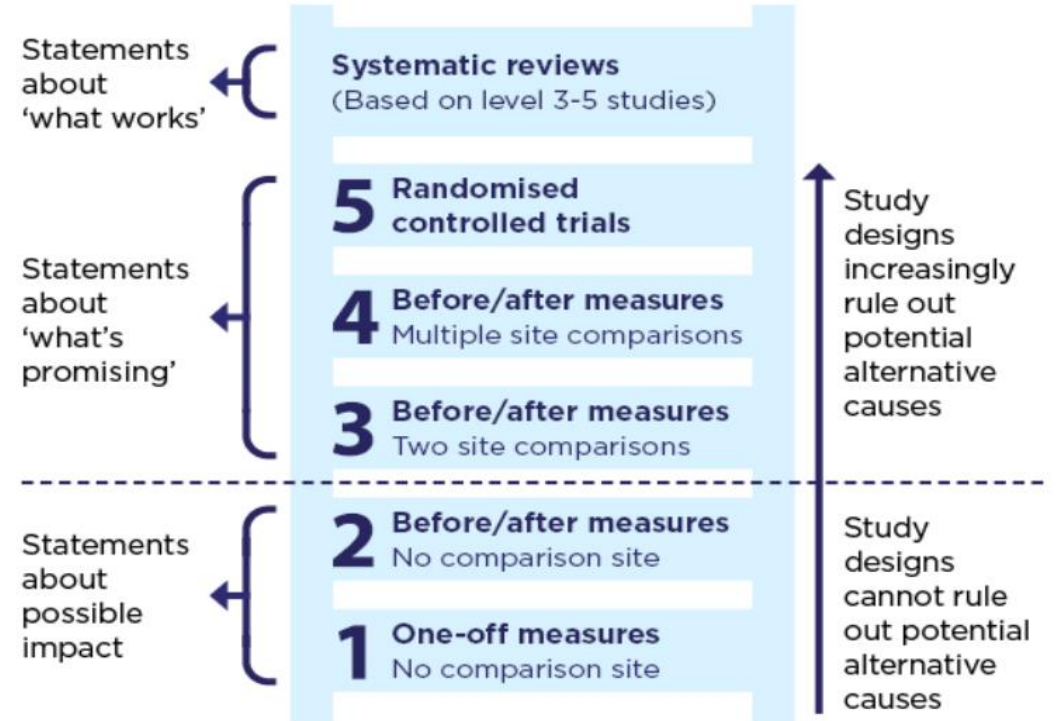 Statements
about
‘what works’
Systematic reviews
(Based on level 3-5 studies)
Statements
about
‘what's
promising’
5
Randomised
controlled trials
4
Before/after measures
Multiple site comparisons
3
Before/after measures
Two site comparisons
Study
designs
increasingly
rule out
potential
alternative
causes
Statements
about
possible
impact
2
Before/after measures
No comparison site
1
One-off measures
No comparison site
Study
designs
cannot rule
out potential
alternative
causes